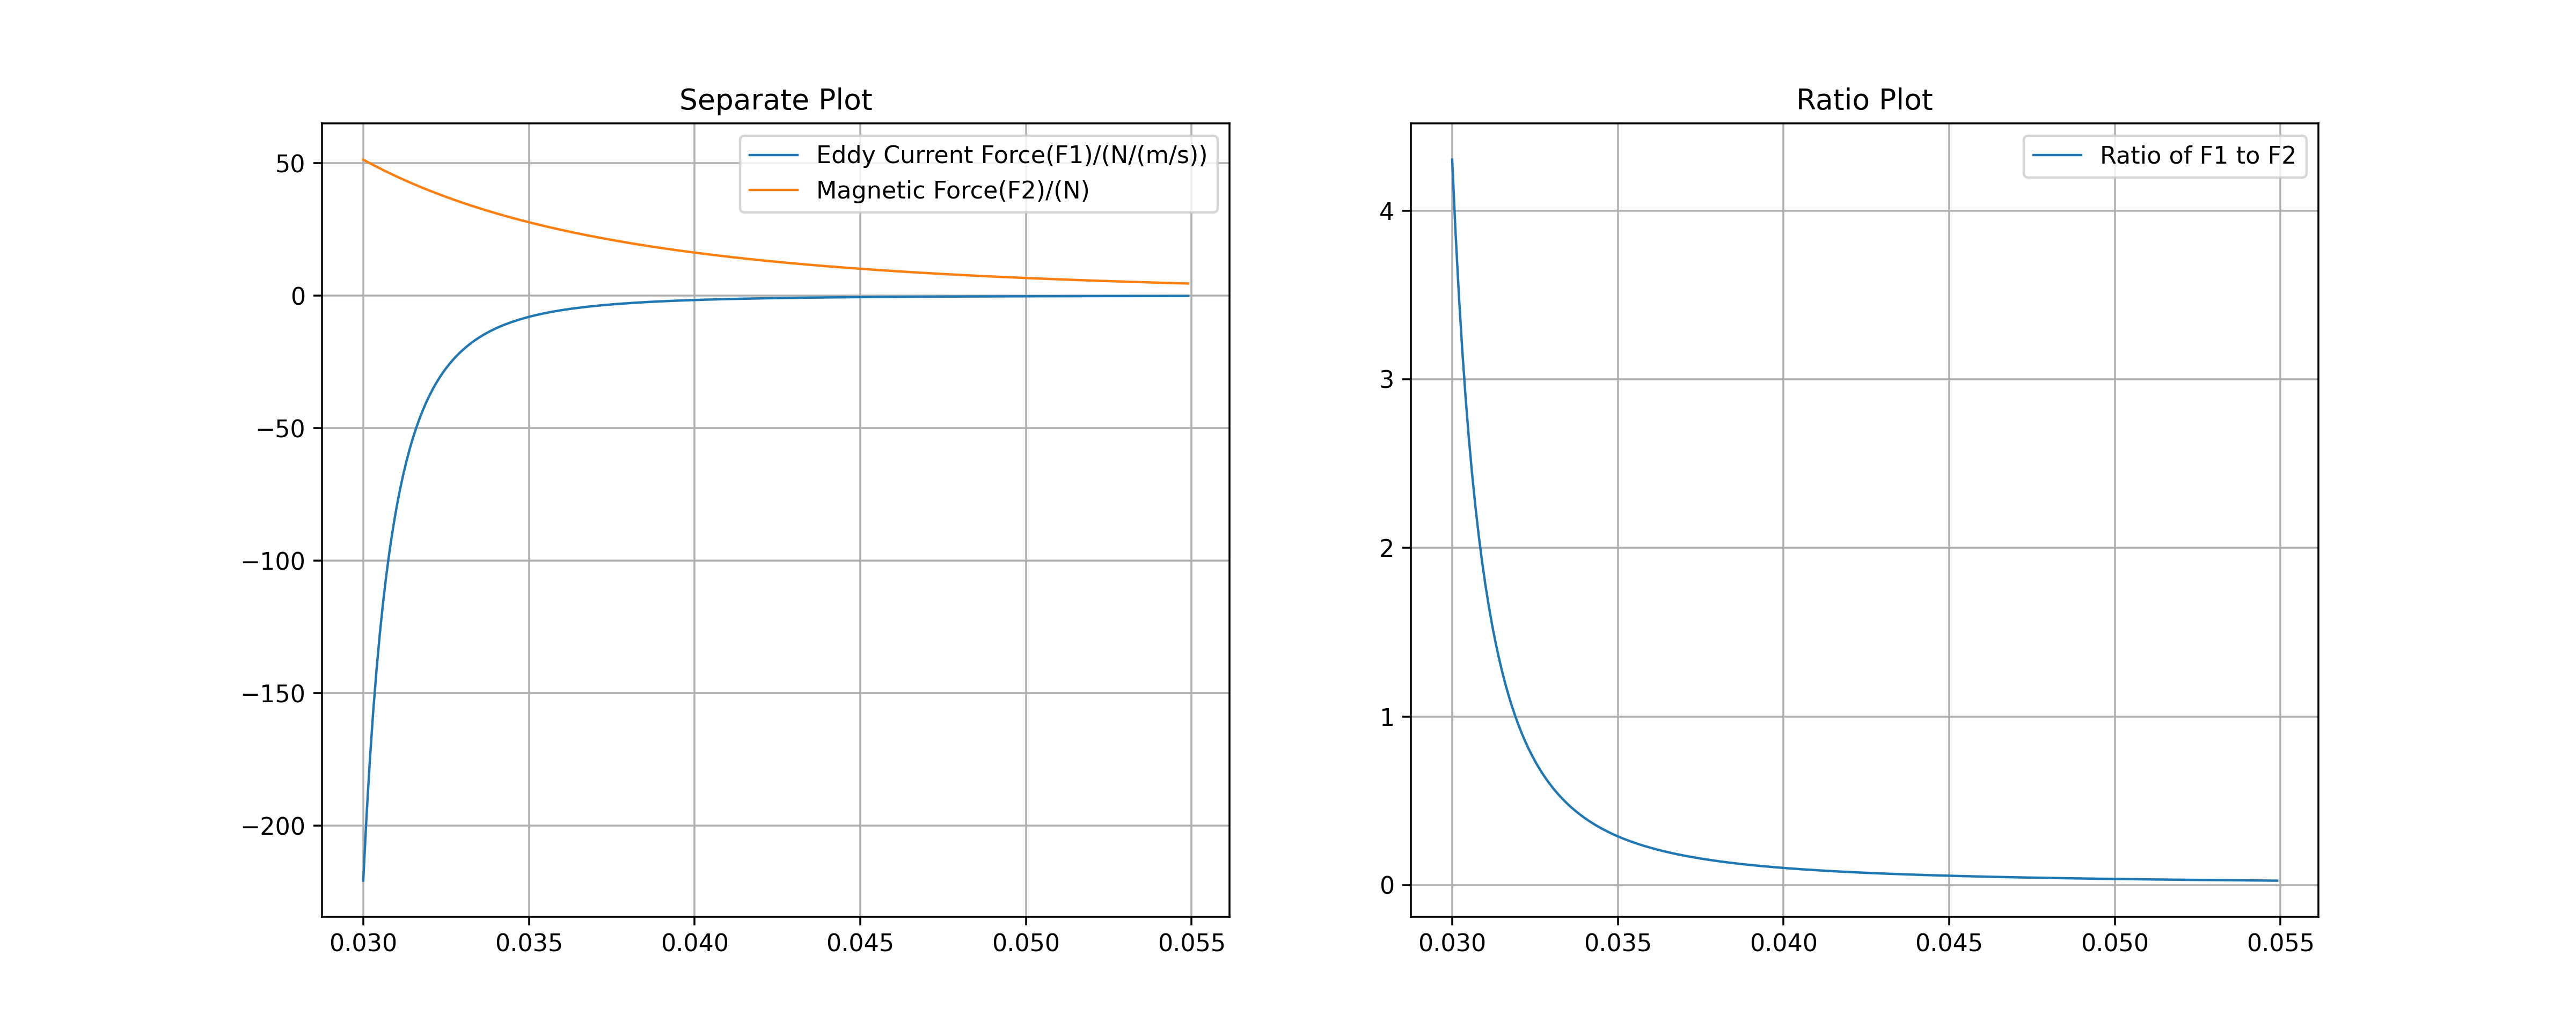 Separate Plot
Eddy Current Force(F1)/(N/(m/s))
Magnetic Force(F2)/(N)
50
0
−50
−100
−150
−200
0.030 0.035 0.040 0.045 0.050 0.055
Ratio Plot
Ratio of F1 to F2
4
3
2
1
0
0.030 0.035 0.040 0.045 0.050 0.055